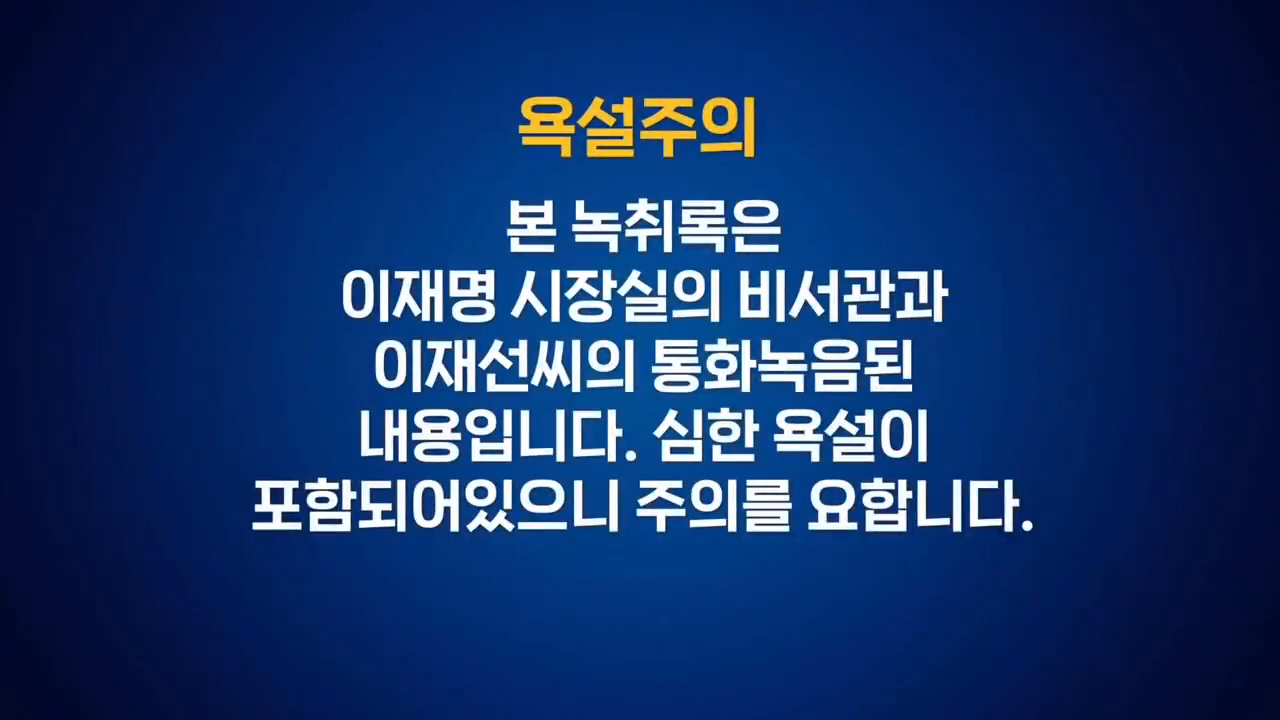 욕설주의
본 녹취록은
이재명 시장실의 비서관과
이재선씨의 통화녹음된
내용입니다. 심한 욕설이
포함되어있으니 주의를 요합니다.